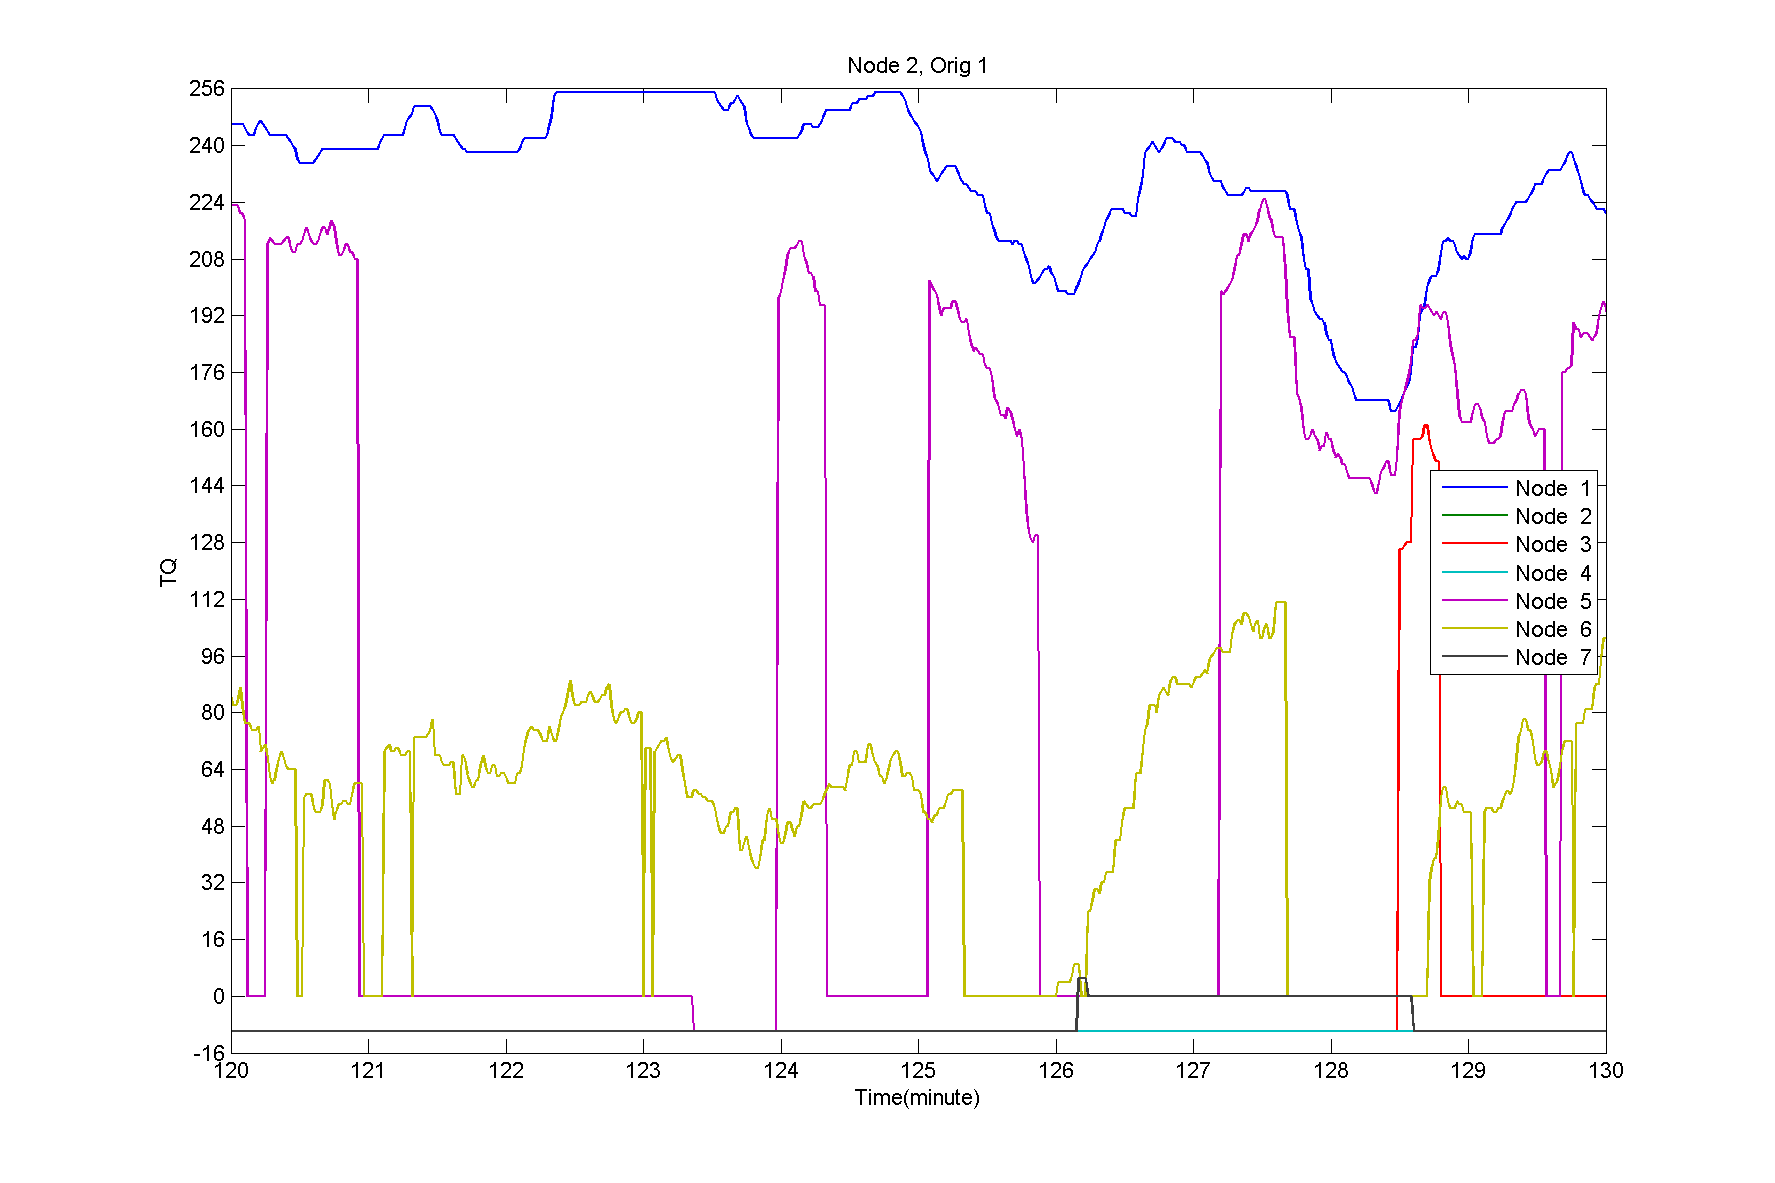 Node 2, Orig 1
256
240
224
208
192
176
160
144
128
112
96
80
64
48
32
16
0
-16
TQ
Node 1
Node 2
Node 3
Node 4
Node 5
Node 6
Node 7
120 121 122 123 124 125 126 127 128 129 130
Time(minute)